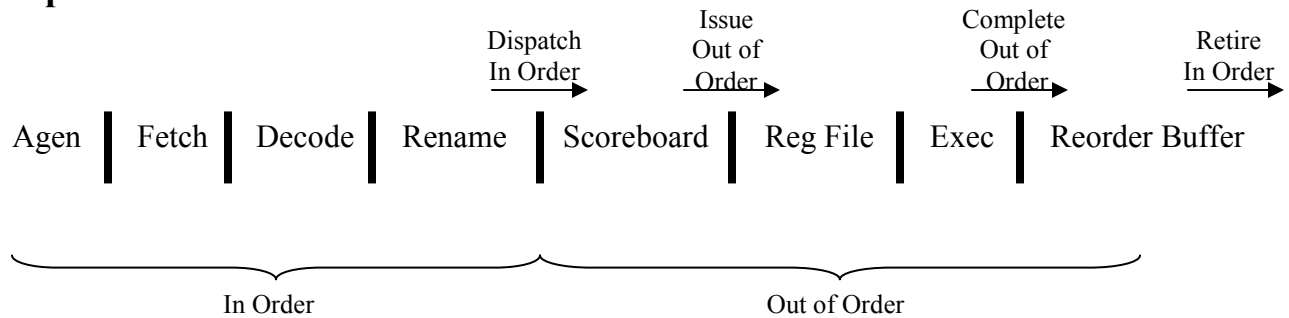 Dispatch
In Order
Issue
Out of
Order
Complete
Out of
Order
Retire
In Order
Agen Fetch Decode Rename Scoreboard Reg File Exec Reorder Buffer
In Order
Out of Order